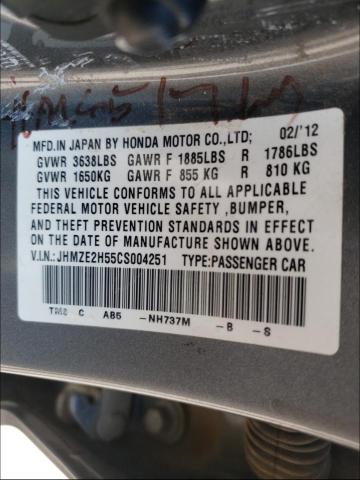 MFD.IN JAPAN BY HONDA MOTOR CO.,LTD; 02/'12
GVWR 3638LBS GAWR F 1885LBS R 1786LBS
GVWR 1650KG GAWR F 855 KG R 810 KG
THIS VEHICLE CONFORMS TO ALL APPLICABLE
FEDERAL MOTOR VEHICLE SAFETY ,BUMPER,
AND THEFT PREVENTION STANDARDS IN EFFECT
ON THE DATE OF MANUFACTURE SHOWN ABOVE.
V.I.N.:JHMZE2H55CS004251 TYPE:PASSENGER CAR
C AB5 -NH737M -B -S